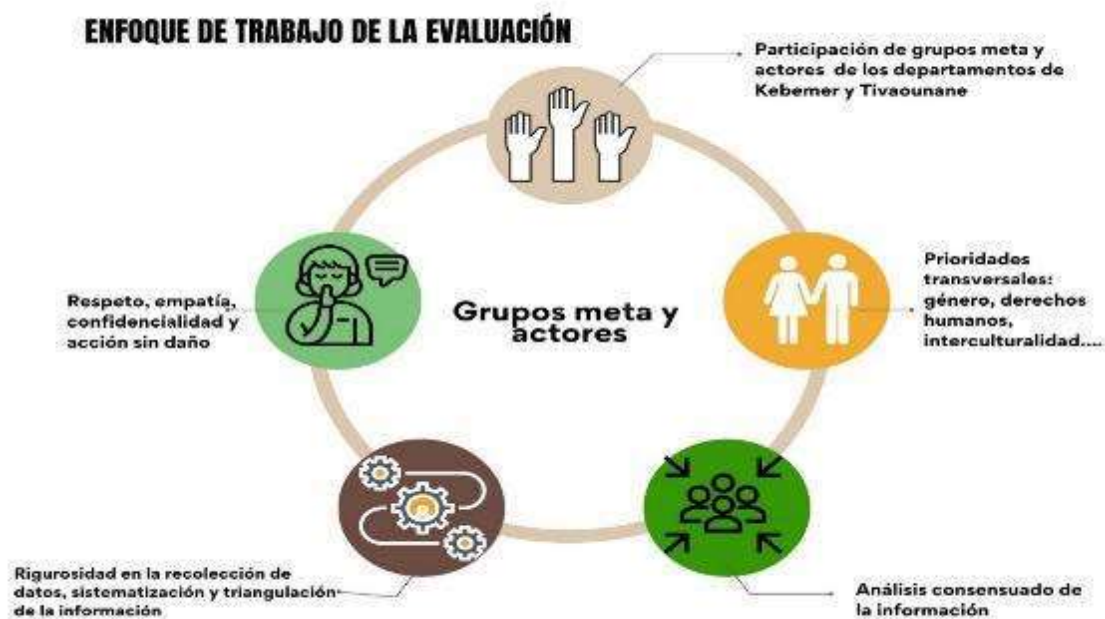 ENFOQUE DE TRABAJO DE LA EVALUACIÓN
Participación de grupos meta y
actores de los departamentos de
Kebemer y Tivaounane
Prioridades
transversales:
género, derechos
humanos,
interculturalidad....
Grupos meta y
actores
Respeto, empatía,
confidencialidad y
acción sin daño
Rigurosidad en la recolección de
datos, sistematización y triangulación
de la información
Análisis consensuado de
la información